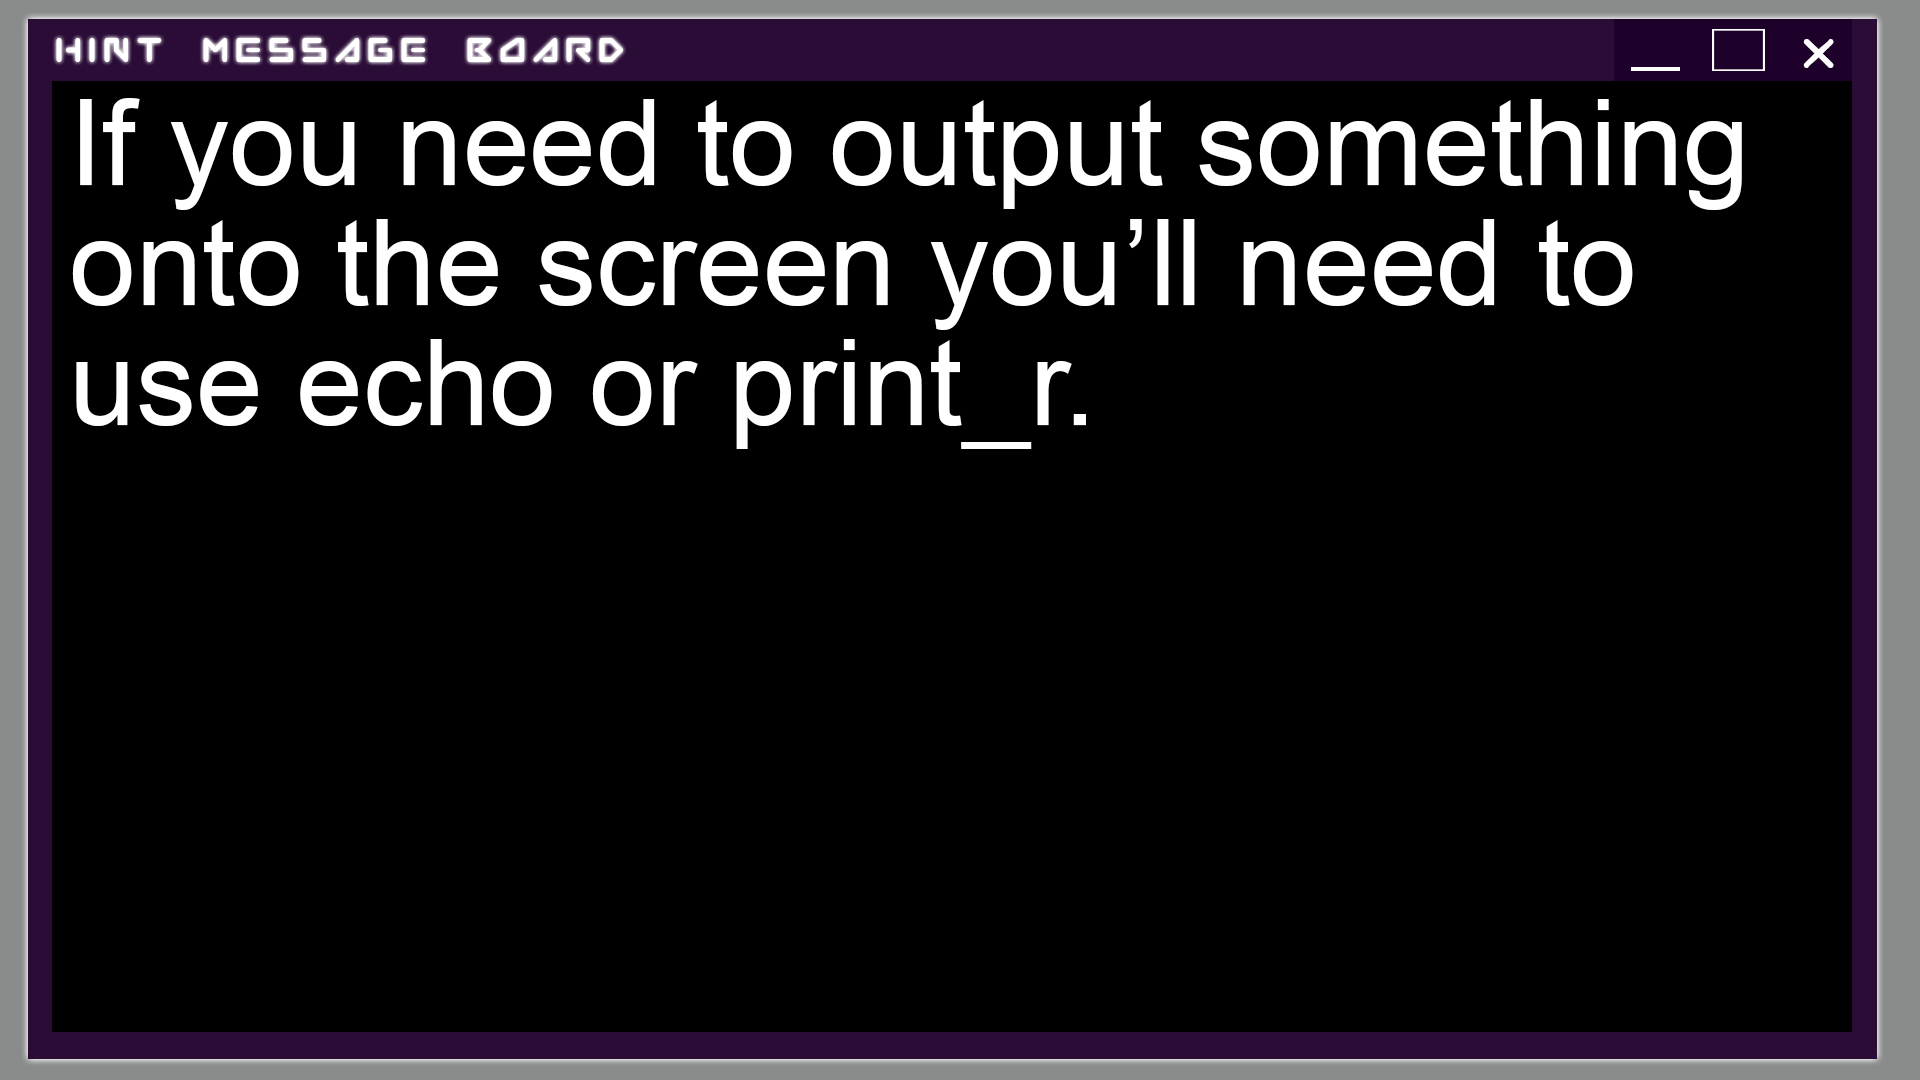 HINT MESSAGE BOARD
If you need to output something
onto the screen you’ll need to
use echo or print_r.